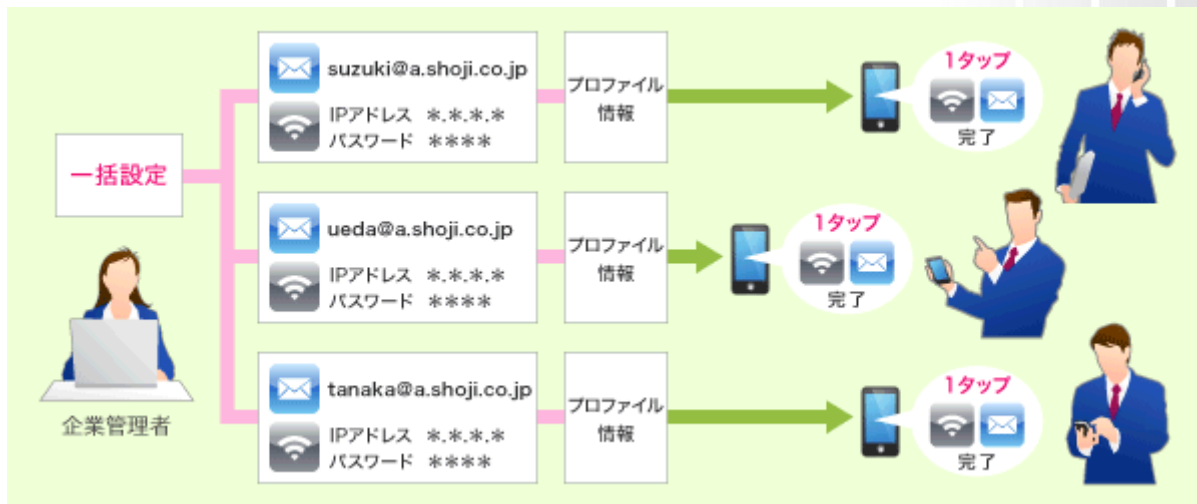 一括設定
企業管理者
suzuki@a.shoji.co.jp
IPアドレス *.*.*.*
パスワード ****
プロファイル
情報
1タップ
完了
ueda@a.shoji.co.jp
IPアドレス *.*.*.*
パスワード ****
プロファイル
情報
1タップ
完了
tanaka@a.shoji.co.jp
IPアドレス *.*.*.*
パスワード ****
プロファイル
情報
1タップ
完了